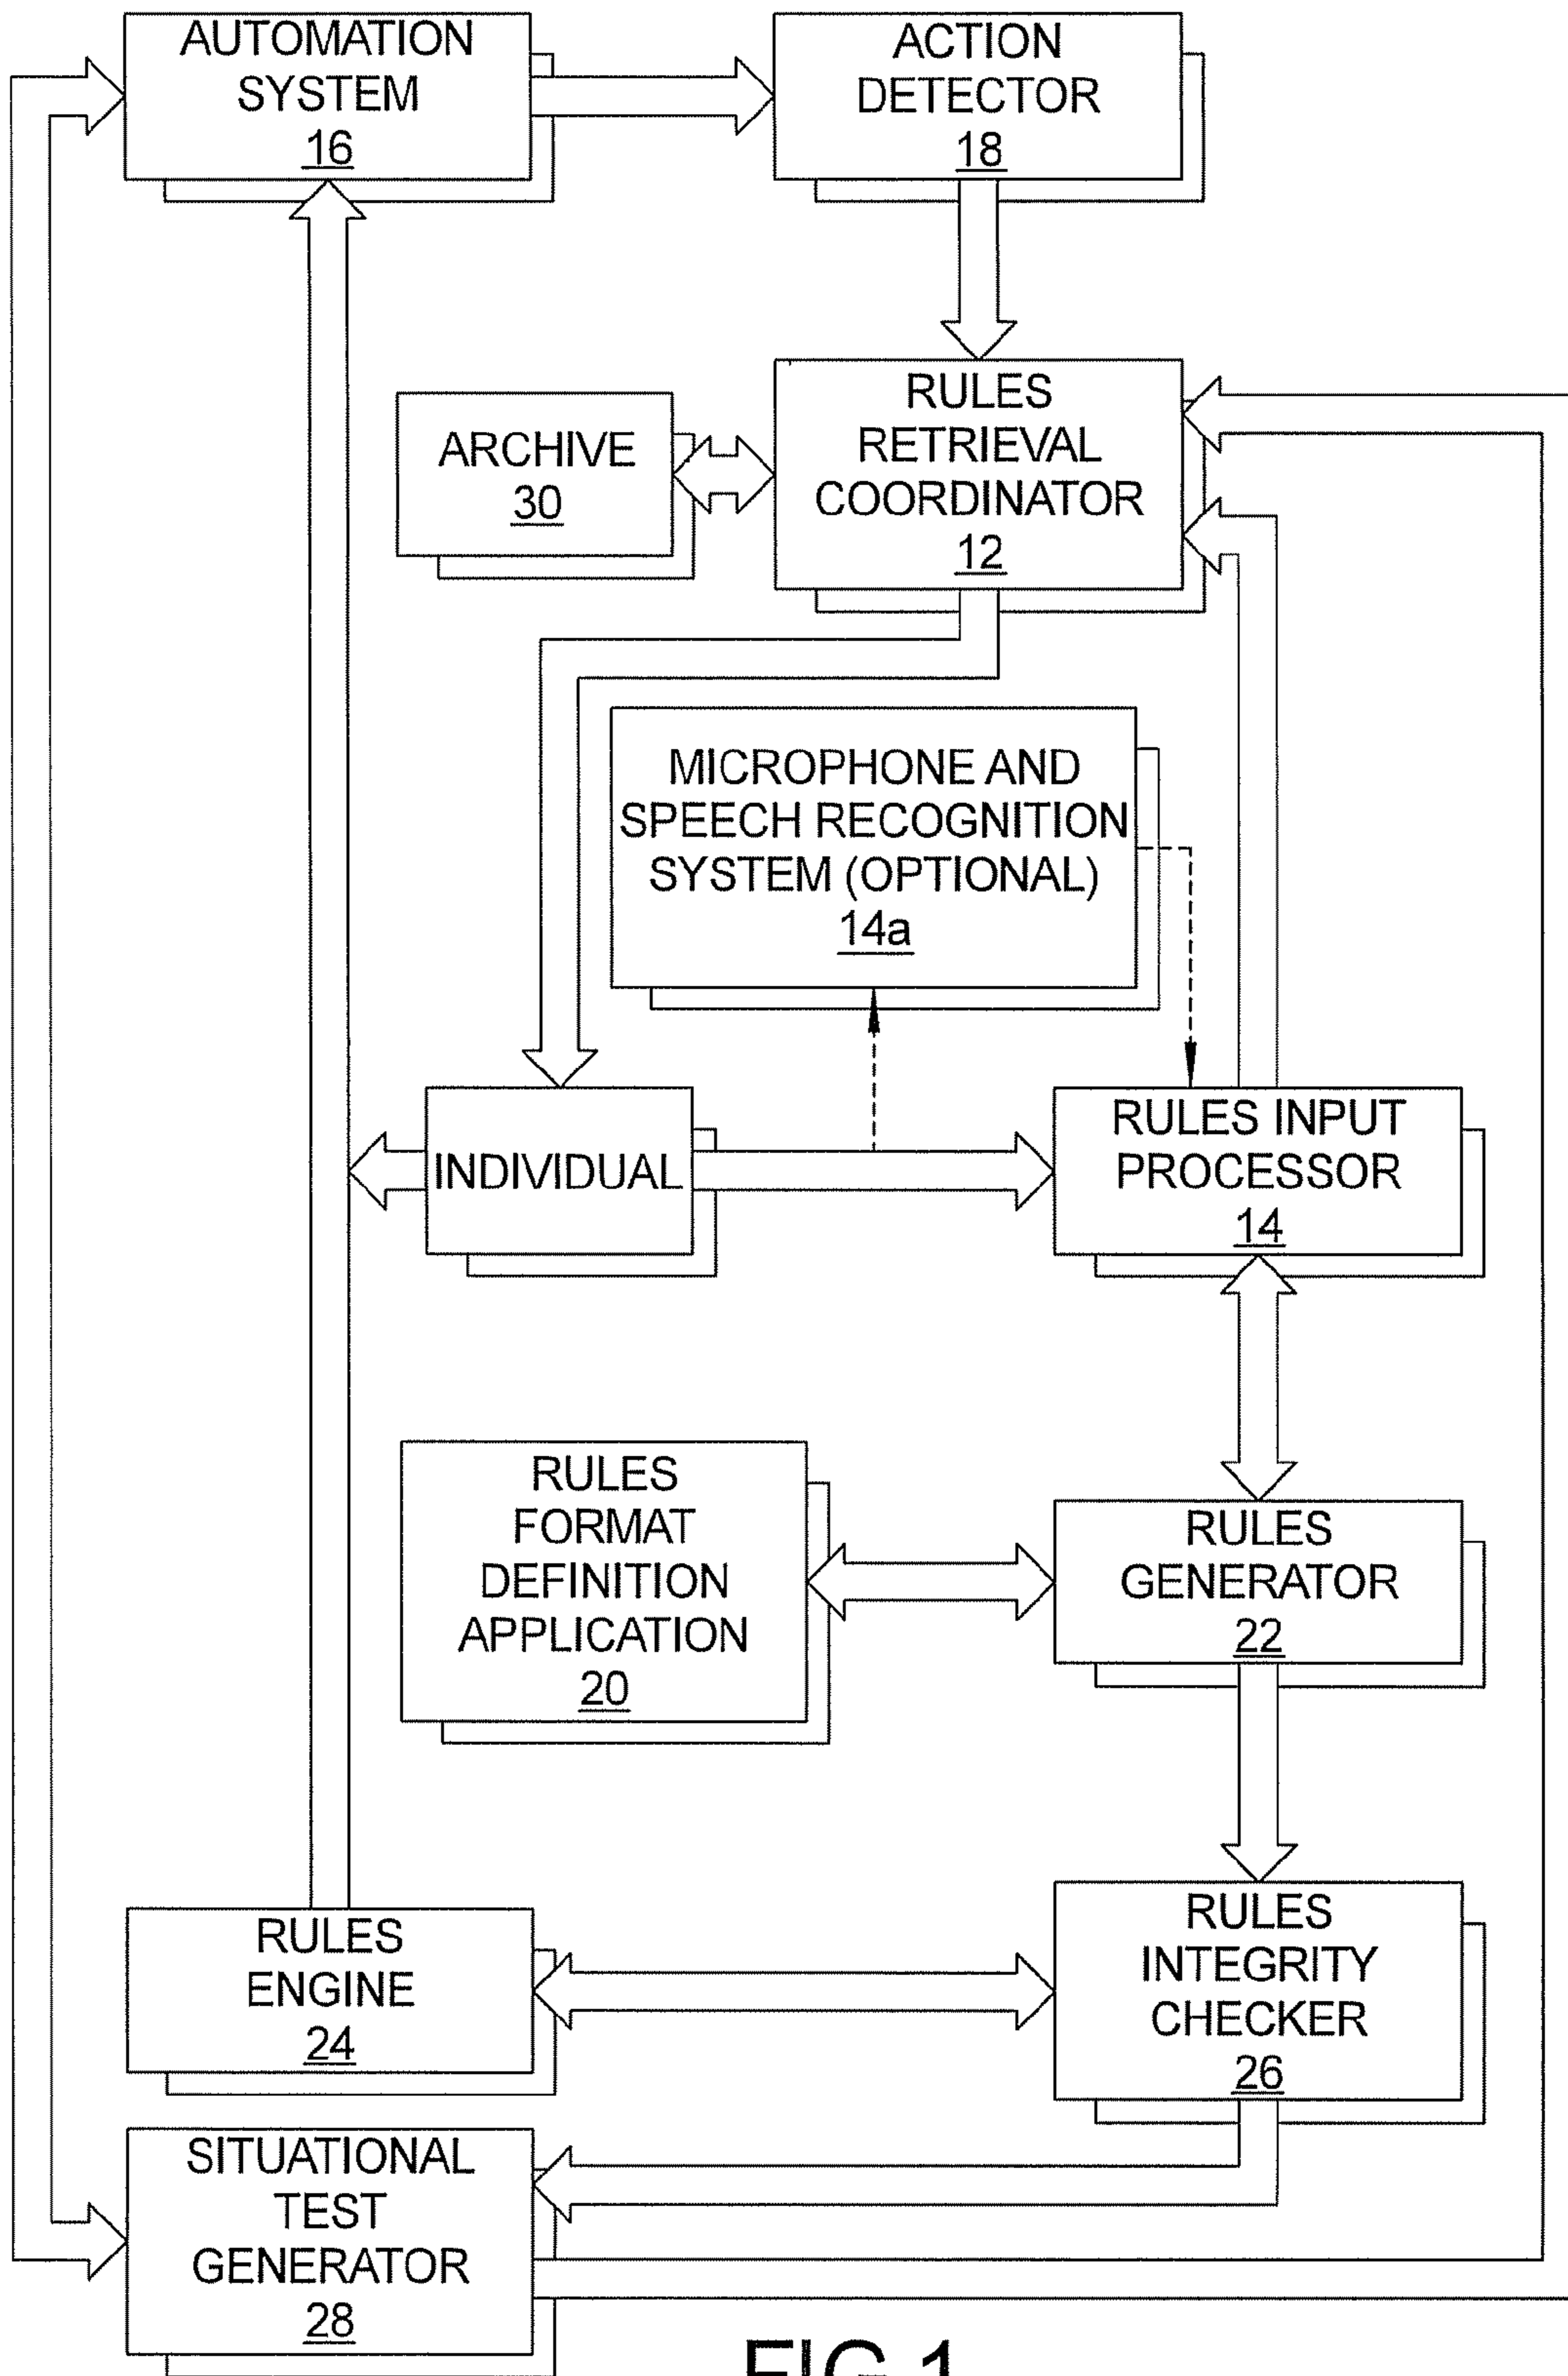 AUTOMATION
SYSTEM
16
ACTION
DETECTOR
18
RULES
RETRIEVAL
COORDINATOR
12
ARCHIVE
30
MICROPHONE AND
SPEECH RECOGNITION
SYSTEM (OPTIONAL)
14a
INDIVIDUAL
RULES INPUT
PROCESSOR
14
RULES
FORMAT
DEFINITION
APPLICATION
20
RULES
GENERATOR
22
RULES
ENGINE
24
RULES
INTEGRITY
CHECKER
26
SITUATIONAL
TEST
GENERATOR
28
FIG.1